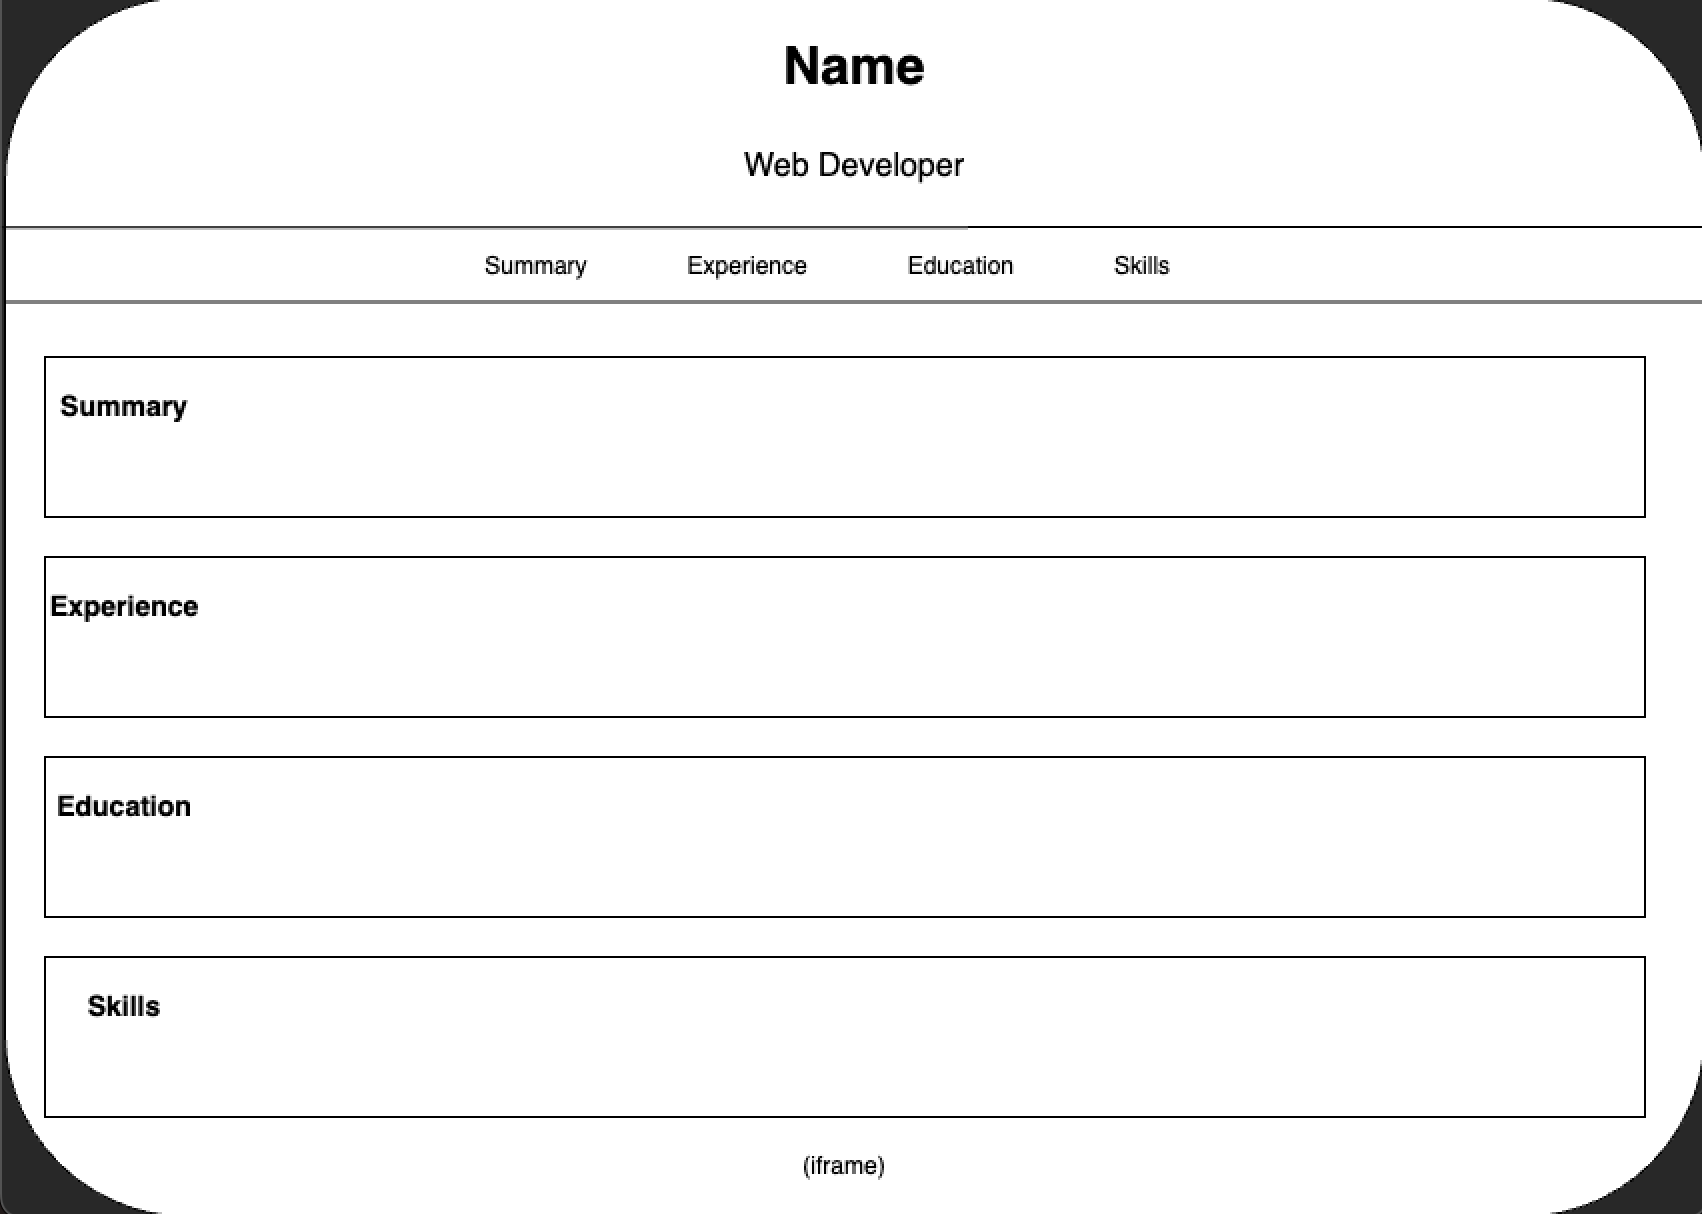 Name
Web Developer
Summary Experience Education Skills
Summary
Experience
Education
Skills
(iframe)